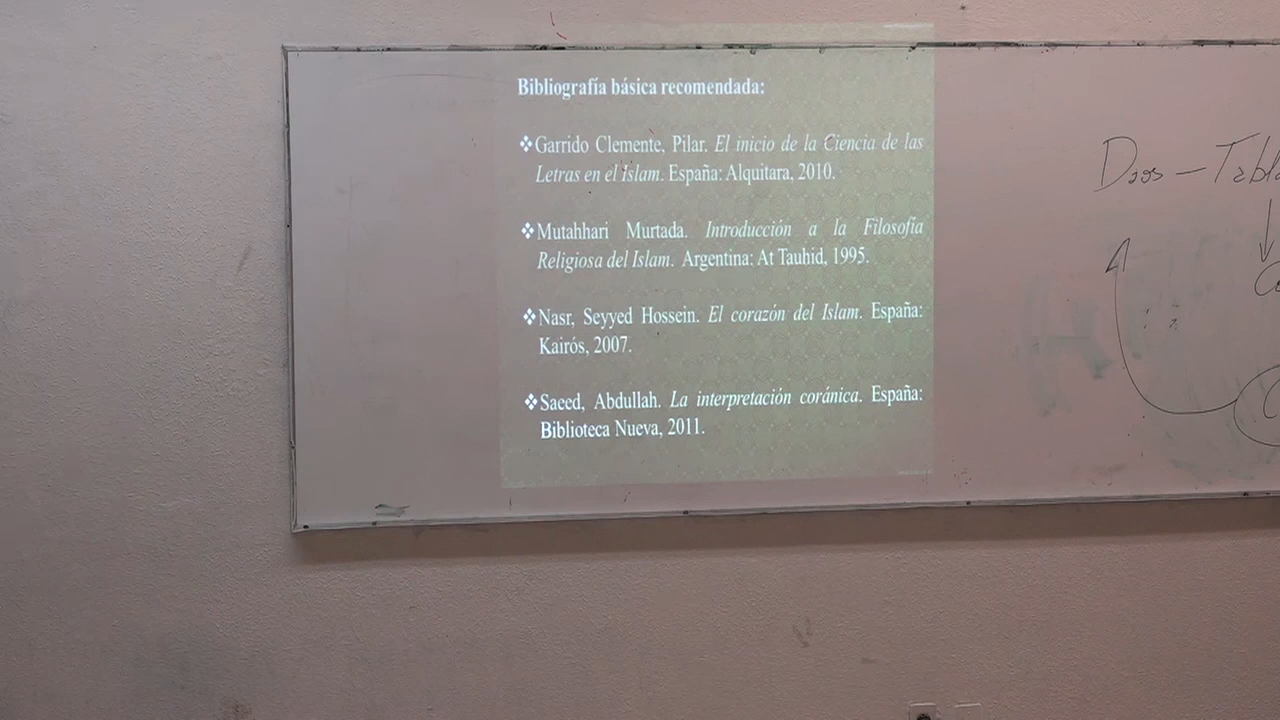 Bibliografía básica recomendada:
❖Garrido Clemente, Pilar. El inicio de la Ciencia de las
Letras en el Islam. España: Alquitara, 2010.
❖Mutahhari Murtada. Introducción a la Filosofía
Religiosa del Islam. Argentina: At Tauhid, 1995.
❖Nasr, Seyyed Hossein. El corazón del Islam. España:
Kairós, 2007.
❖Saeed, Abdullah. La interpretación coránica. España:
Biblioteca Nueva, 2011.